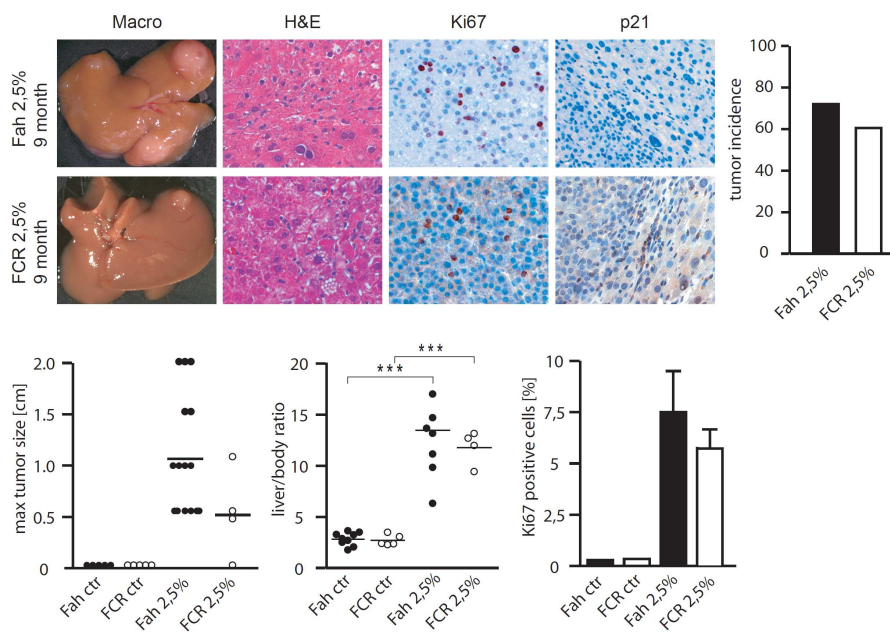 Macro H&E Ki67 p21
Fah 2,5%
9 month
FCR 2,5%
9 month
tumor incidence
100
80
60
40
20
0
Fah 2,5%
FCR 2,5%
max tumor size [cm]
2.0
1.5
1.0
0.5
0
Fah ctr
FCR ctr
Fah 2,5%
FCR 2,5%
liver/body ratio
20
15
10
5
0
*** ***
Fah ctr
FCR ctr
Fah 2,5%
FCR 2,5%
Ki67 positive cells [%]
10
7,5
5
2,5
0
Fah ctr
FCR ctr
Fah 2,5%
FCR 2,5%